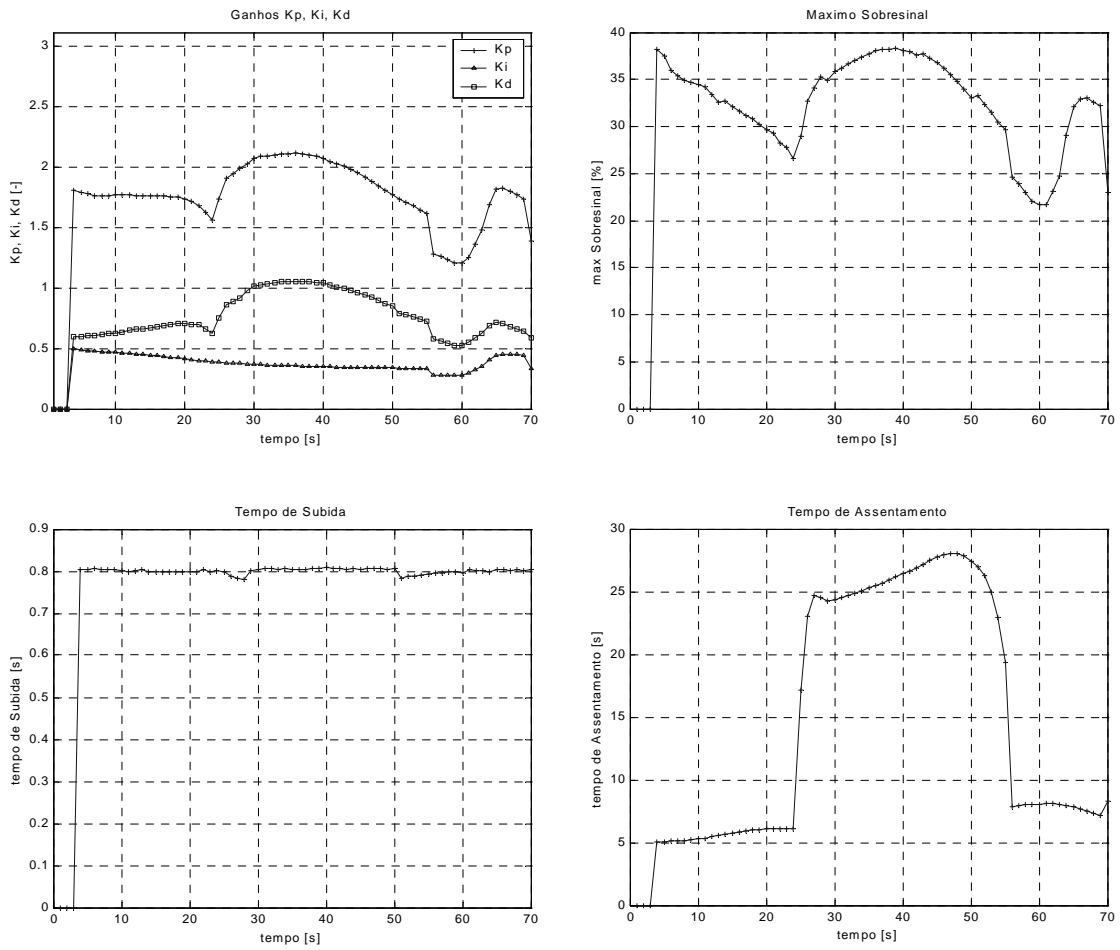 Ganhos Kp, Ki, Kd
Kp, Ki, Kd [-]
3
2.5
2
1.5
1
0.5
0
Kp
Ki
Kd
10 20 30 40 50 60 70
tempo [s]
Maximo Sobresinal
max Sobresinal [%]
40
35
30
25
20
15
10
5
0
0 10 20 30 40 50 60 70
tempo [s]
Tempo de Subida
tempo de Subida [s]
0.9
0.8
0.7
0.6
0.5
0.4
0.3
0.2
0.1
0
0 10 20 30 40 50 60 70
tempo [s]
Tempo de Assentamento
tempo de Assentamento [s]
30
25
20
15
10
5
0
0 10 20 30 40 50 60 70
tempo [s]